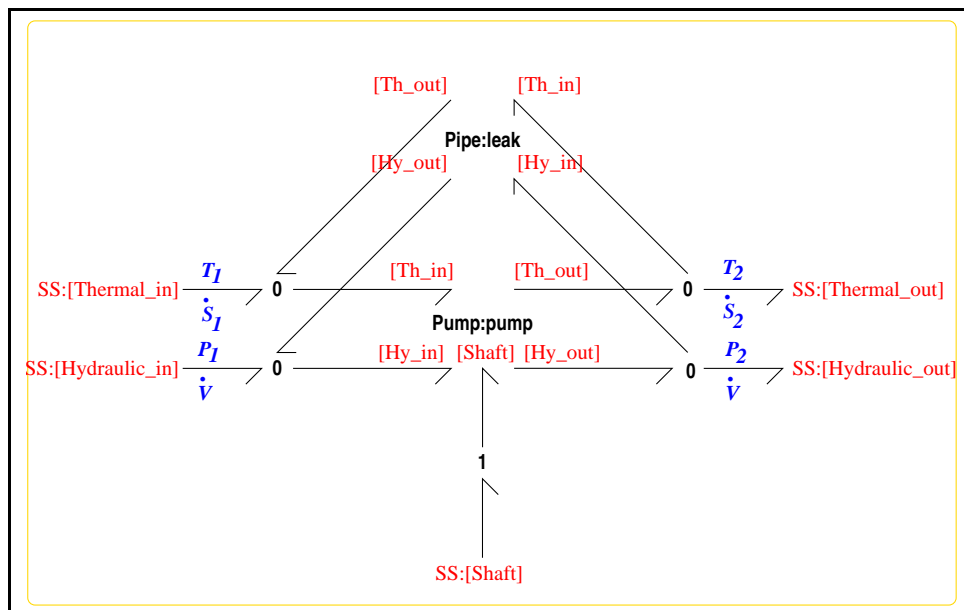 [Th_out] [Th_in]
Pipe:leak
[Hy_out] [Hy_in]
T1 [Th_in] [Th_out] T2
SS:[Thermal_in] 0 0 SS:[Thermal_out]
Ṡ1 Ṡ2
Pump:pump
P1 [Hy_in] [Shaft] [Hy_out] P2
SS:[Hydraulic_in] 0 0 SS:[Hydraulic_out]
V̇ V̇
1
SS:[Shaft]